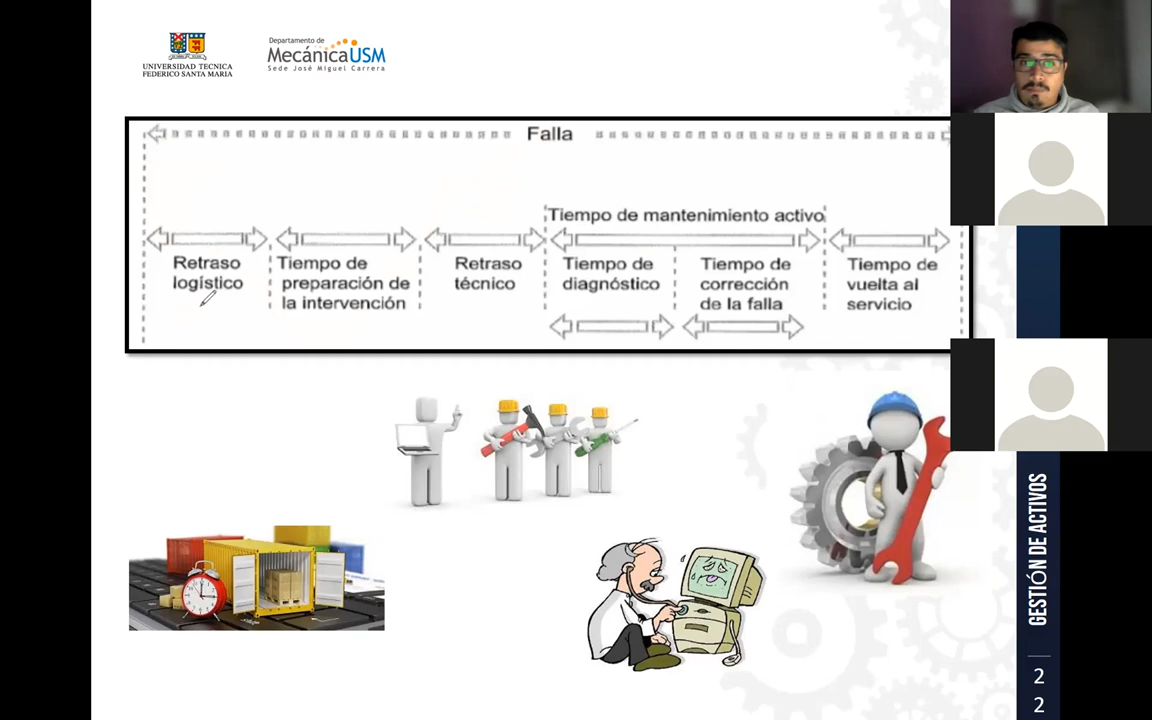 UNIVERSIDAD TECNICA
FEDERICO SANTA MARIA
Departamento de
MecánicaUSM
Sede José Miguel Carrera
Falla
Tiempo de mantenimiento activo
Retraso
logístico
Tiempo de
preparación de
la intervención
Retraso
técnico
Tiempo de
diagnóstico
Tiempo de
corrección
de la falla
Tiempo de
vuelta al
servicio
GESTIÓN DE ACTIVOS
2
2